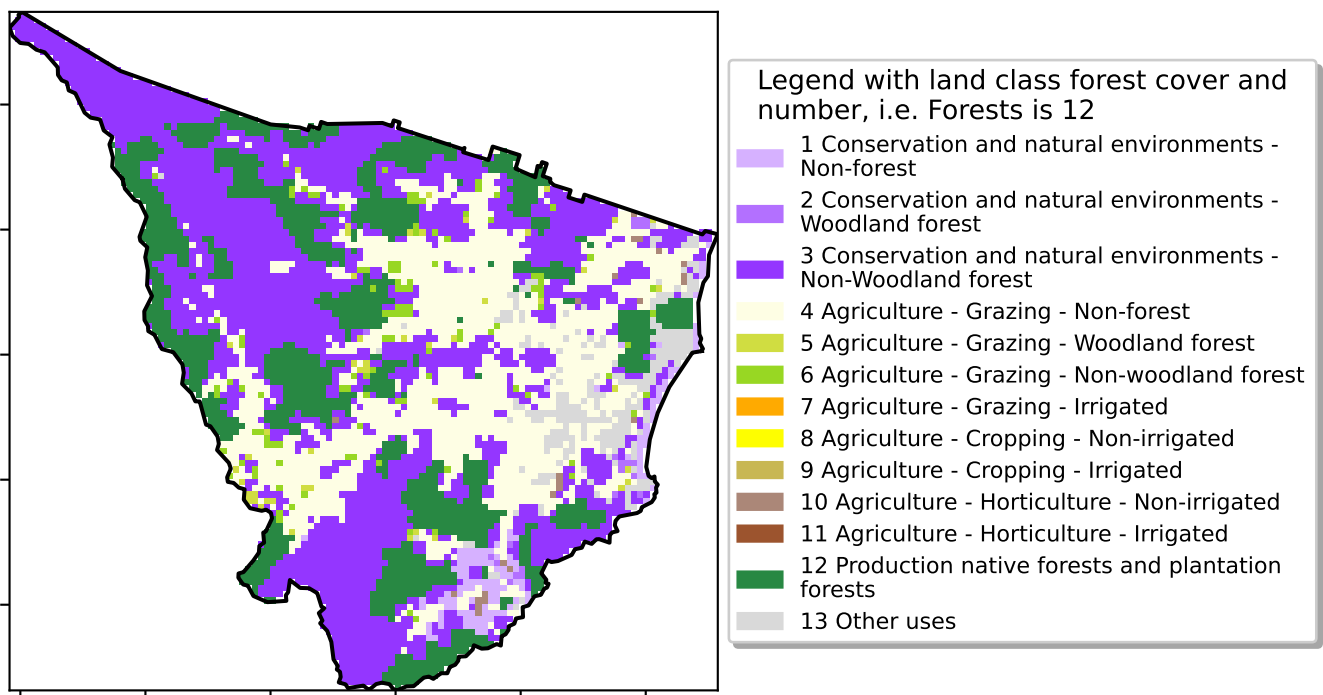 Legend with land class forest cover and
number, i.e. Forests is 12
1 Conservation and natural environments -
Non-forest
2 Conservation and natural environments -
Woodland forest
3 Conservation and natural environments -
Non-Woodland forest
4 Agriculture - Grazing - Non-forest
5 Agriculture - Grazing - Woodland forest
6 Agriculture - Grazing - Non-woodland forest
7 Agriculture - Grazing - Irrigated
8 Agriculture - Cropping - Non-irrigated
9 Agriculture - Cropping - Irrigated
10 Agriculture - Horticulture - Non-irrigated
11 Agriculture - Horticulture - Irrigated
12 Production native forests and plantation
forests
13 Other uses